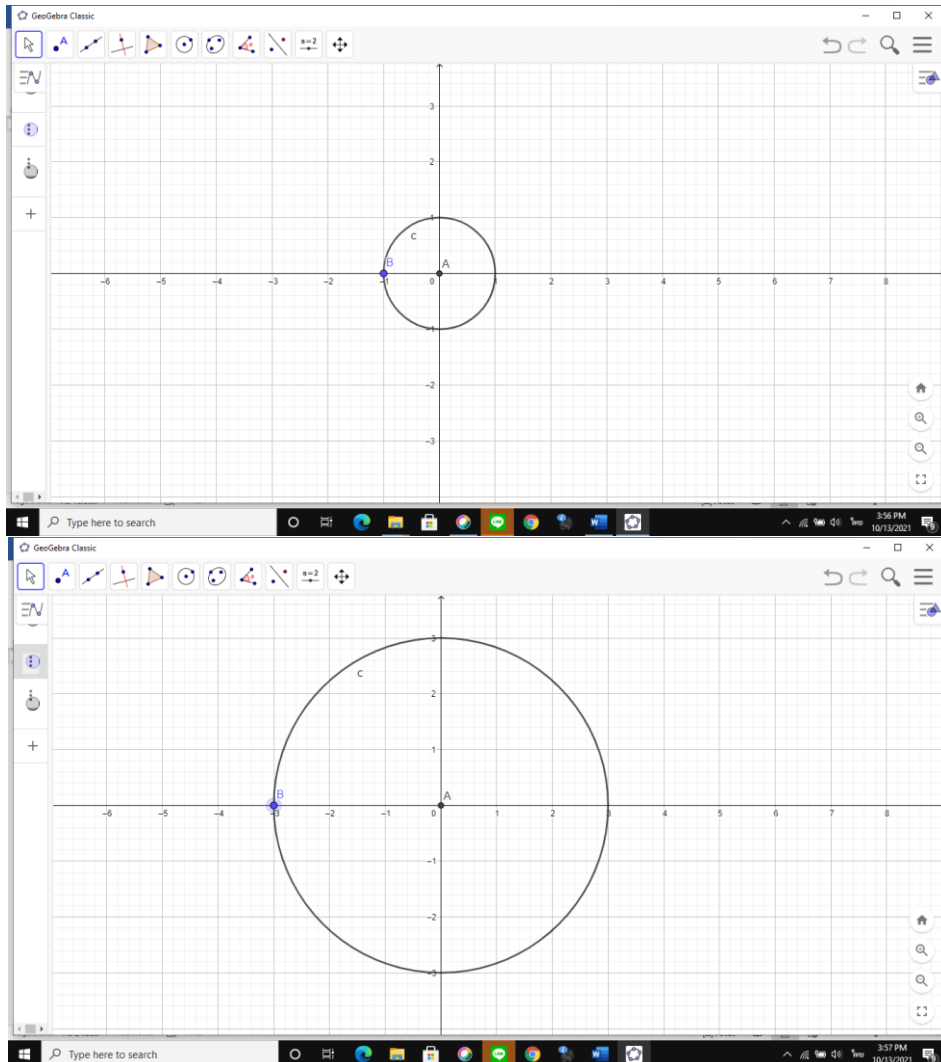 GeoGebra Classic
A
a=2
3
2
1
c
B
A
-6 -5 -4 -3 -2 -1 0 1 2 3 4 5 6 7 8
-1
-2
-3
Type here to search
3:56 PM
10/13/2021
GeoGebra Classic
A
a=2
3
c
2
1
B
A
-6 -5 -4 -3 -2 -1 0 1 2 3 4 5 6 7 8
-1
-2
-3
Type here to search
3:57 PM
10/13/2021